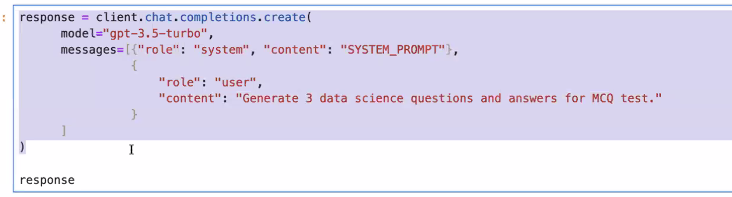 response = client.chat.completions.create(
      model="gpt-3.5-turbo",
      messages=[{"role": "system", "content": "SYSTEM_PROMPT"},
                {
                    "role": "user",
                    "content": "Generate 3 data science questions and answers for MCQ test."
                }
      ]
)
response